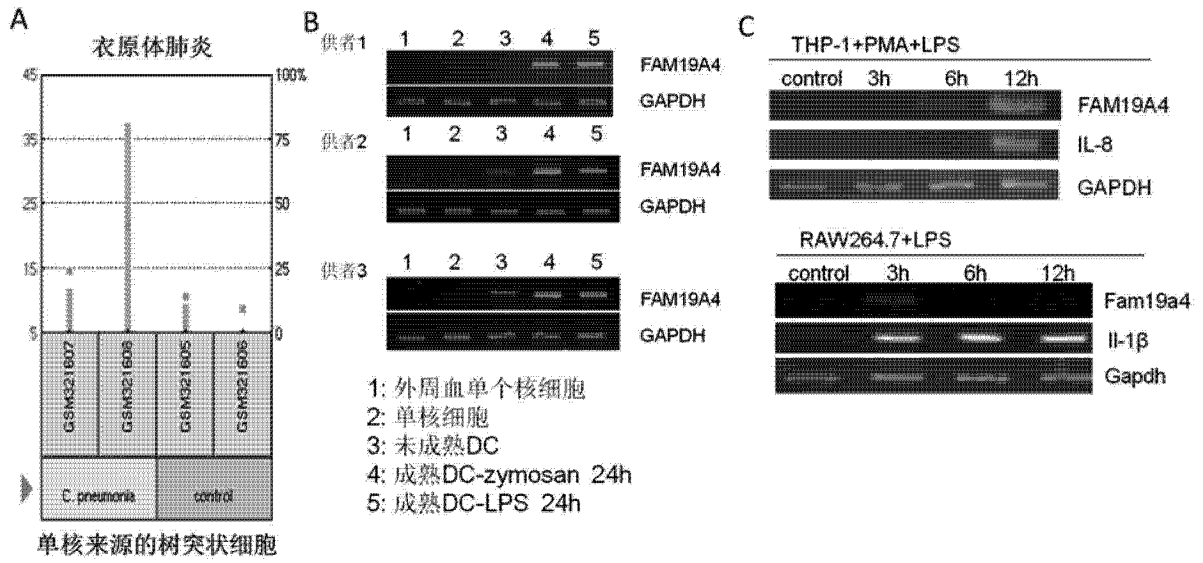 A
衣原体肺炎
45
35
25
15
5
100%
75
50
25
0
GSM321607
GSM321608
GSM321605
GSM321606
C. pneumonia
control
单核来源的树突状细胞
B
供者1
1 2 3 4 5
FAM19A4
GAPDH
供者2
1 2 3 4 5
FAM19A4
GAPDH
供者3
1 2 3 4 5
FAM19A4
GAPDH
1: 外周血单个核细胞
2: 单核细胞
3: 未成熟DC
4: 成熟DC-zymosan 24h
5: 成熟DC-LPS 24h
C
THP-1+PMA+LPS
control 3h 6h 12h
FAM19A4
IL-8
GAPDH
RAW264.7+LPS
control 3h 6h 12h
Fam19a4
Il-1β
Gapdh